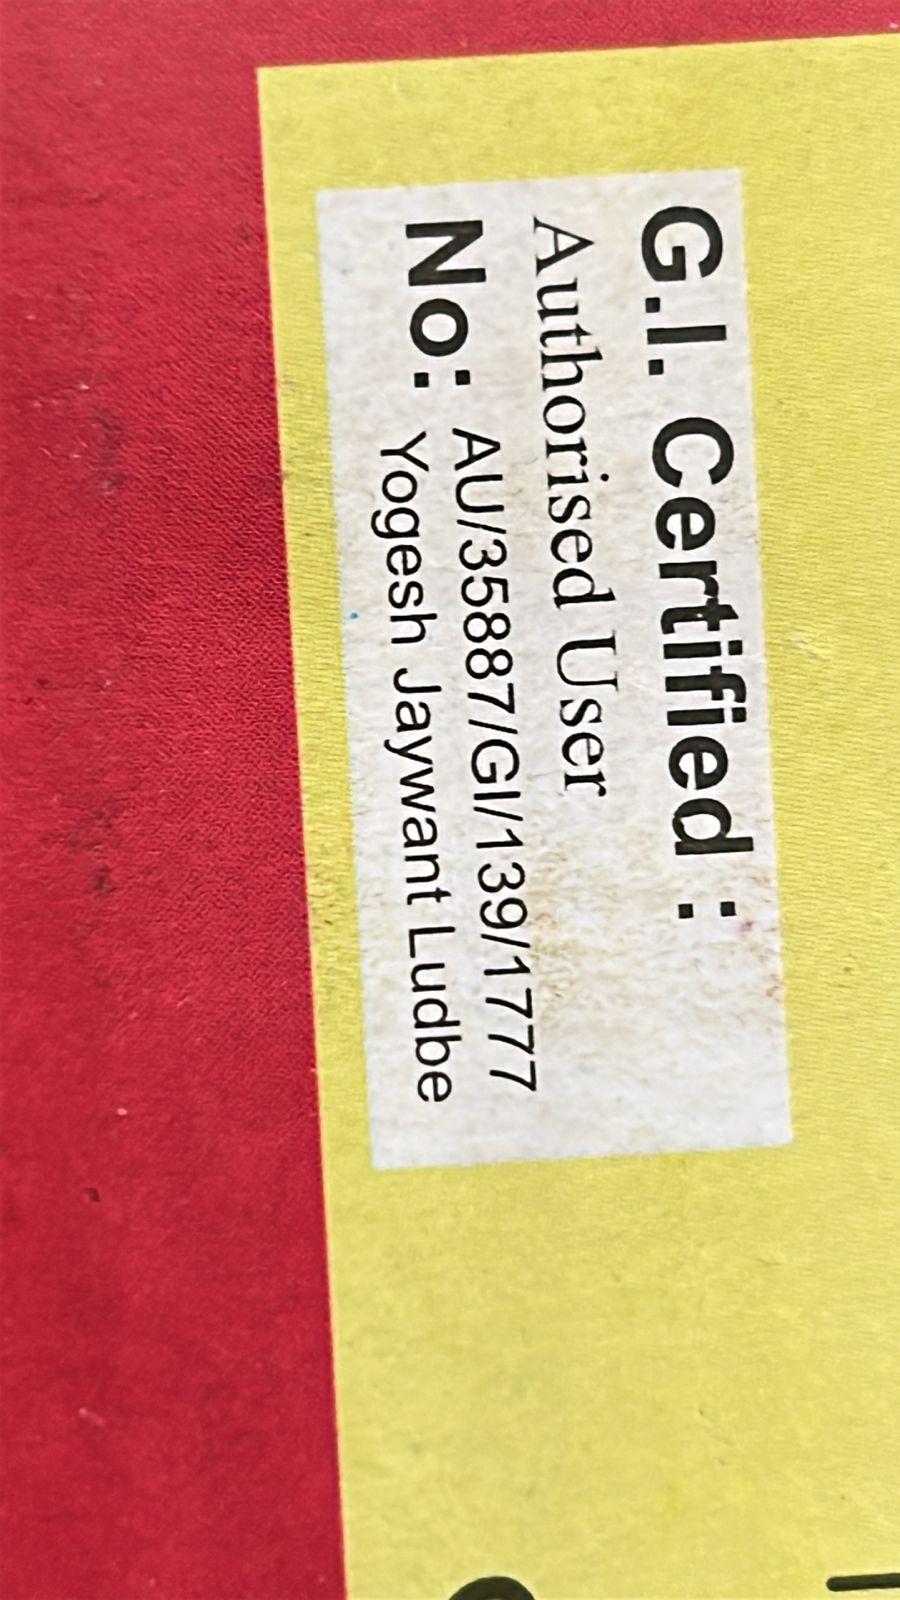 G.I. Certified :
Authorised User
No: AU/35887/GI/139/1777
Yogesh Jaywant Ludbe